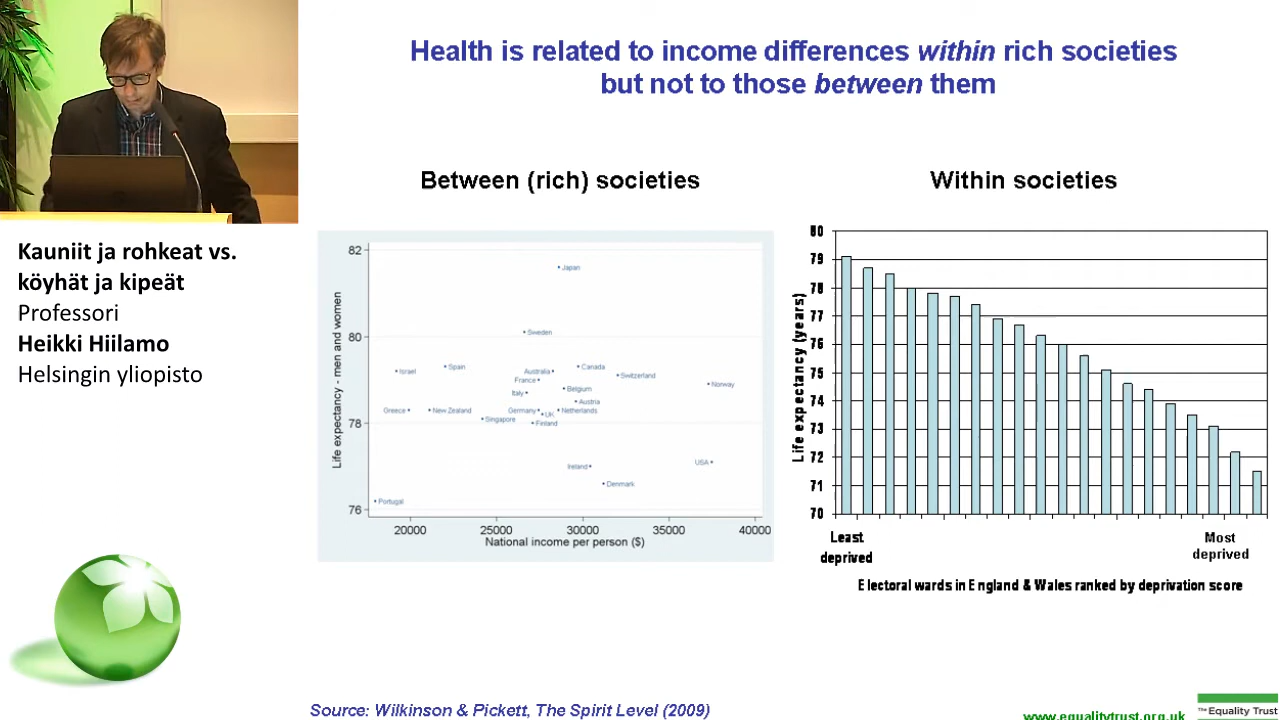 Health is related to income differences within rich societies
but not to those between them
Between (rich) societies
Within societies
Kauniit ja rohkeat vs.
köyhät ja kipeät
Professori
Heikki Hiilamo
Helsingin yliopisto
Life expectancy - men and women
82
80
78
76
Japan
Sweden
Israel
Spain
Australia
Canada
France
Switzerland
Italy
Belgium
Norway
Austria
Greece
New Zealand
Germany
UK
Netherlands
Singapore
Finland
Ireland
USA
Denmark
Portugal
20000 25000 30000 35000 40000
National income per person ($)
Life expectancy (years)
80
79
78
77
76
75
74
73
72
71
70
Least
deprived
Most
deprived
Electoral wards in England & Wales ranked by deprivation score
Source: Wilkinson & Pickett, The Spirit Level (2009)
www.equalitytrust.org.uk
The Equality Trust